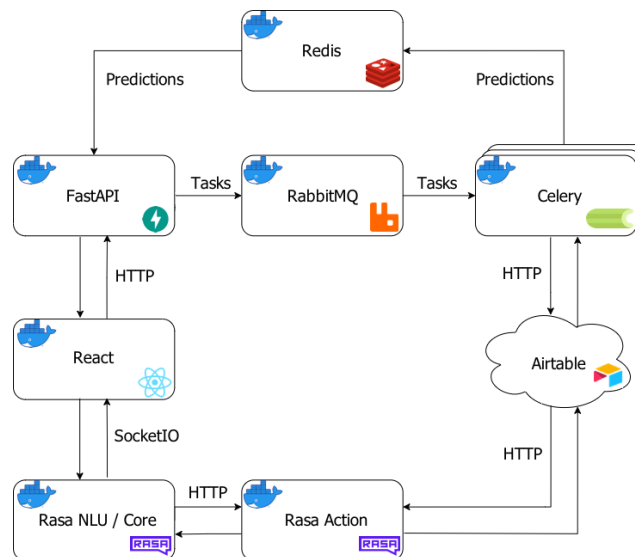 Redis
Predictions
Predictions
FastAPI
Tasks
RabbitMQ
Tasks
Celery
HTTP
HTTP
React
Airtable
SocketIO
HTTP
Rasa NLU / Core
RASA
HTTP
Rasa Action
RASA